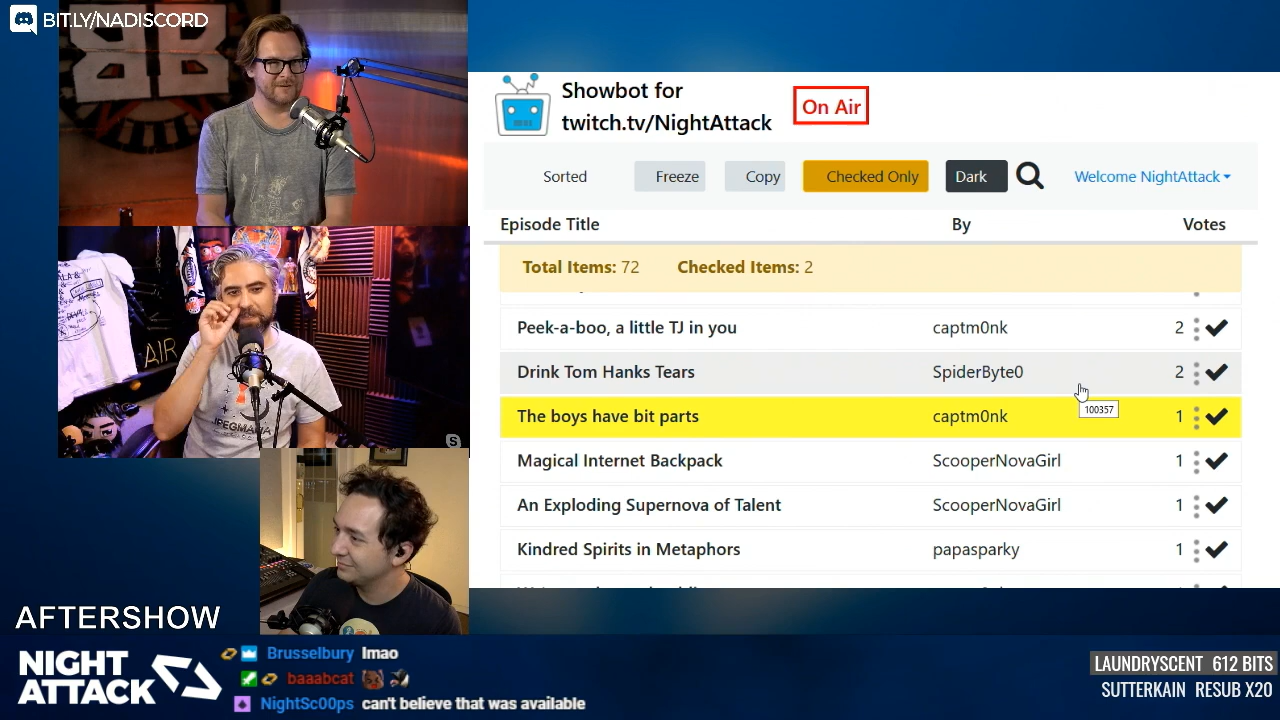 BIT.LY/NADISCORD
Showbot for
twitch.tv/NightAttack
On Air
Sorted
Freeze
Copy
Checked Only
Dark
Welcome NightAttack
Episode Title By Votes
Total Items: 72 Checked Items: 2
Peek-a-boo, a little TJ in you captm0nk 2
Drink Tom Hanks Tears SpiderByte0 2
100357
The boys have bit parts captm0nk 1
Magical Internet Backpack ScooperNovaGirl 1
An Exploding Supernova of Talent ScooperNovaGirl 1
Kindred Spirits in Metaphors papasparky 1
AIR
JPEGMAFIA
AFTERSHOW
NIGHT
ATTACK
Brusselbury lmao
baaabcat
NightSc00ps can't believe that was available
LAUNDRYSCENT 612 BITS
SUTTERKAIN RESUB X20